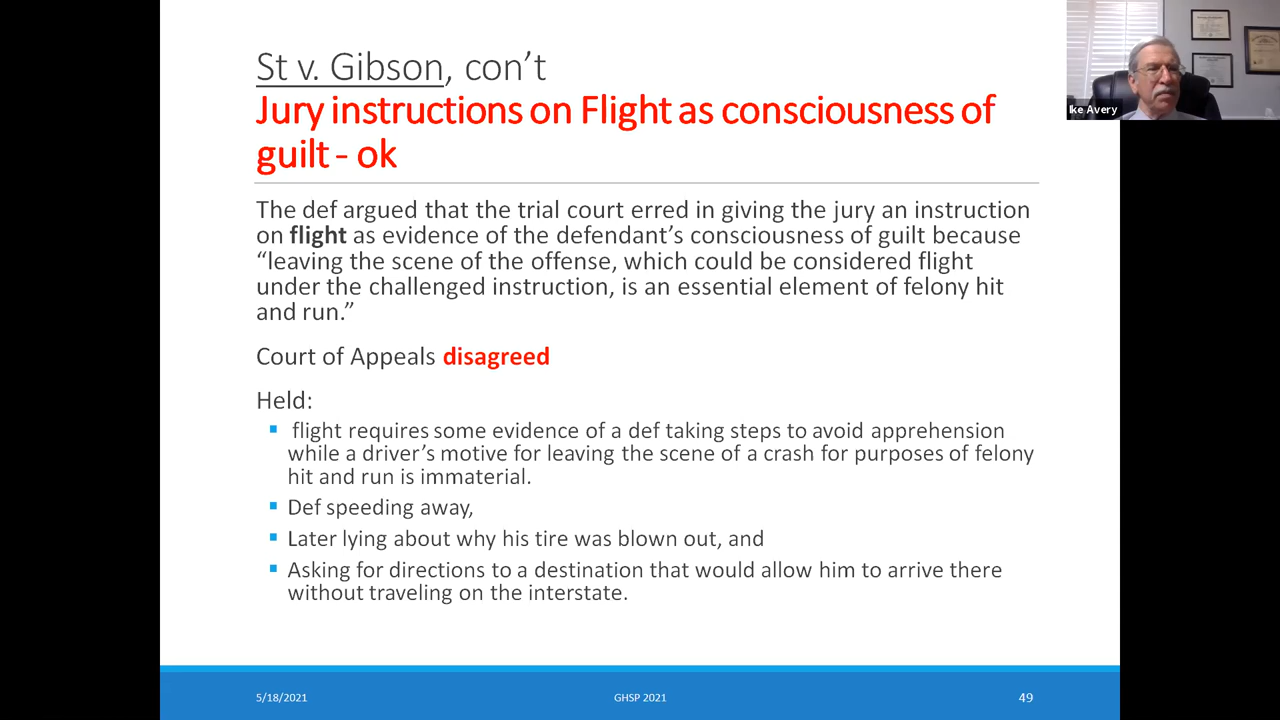 St v. Gibson, con't
Jury instructions on Flight as consciousness of
guilt - ok
The def argued that the trial court erred in giving the jury an instruction
on flight as evidence of the defendant's consciousness of guilt because
“leaving the scene of the offense, which could be considered flight
under the challenged instruction, is an essential element of felony hit
and run.”
Court of Appeals disagreed
Held:
flight requires some evidence of a def taking steps to avoid apprehension
while a driver's motive for leaving the scene of a crash for purposes of felony
hit and run is immaterial.
Def speeding away,
Later lying about why his tire was blown out, and
Asking for directions to a destination that would allow him to arrive there
without traveling on the interstate.
5/18/2021
GHSP 2021
49
Ike Avery